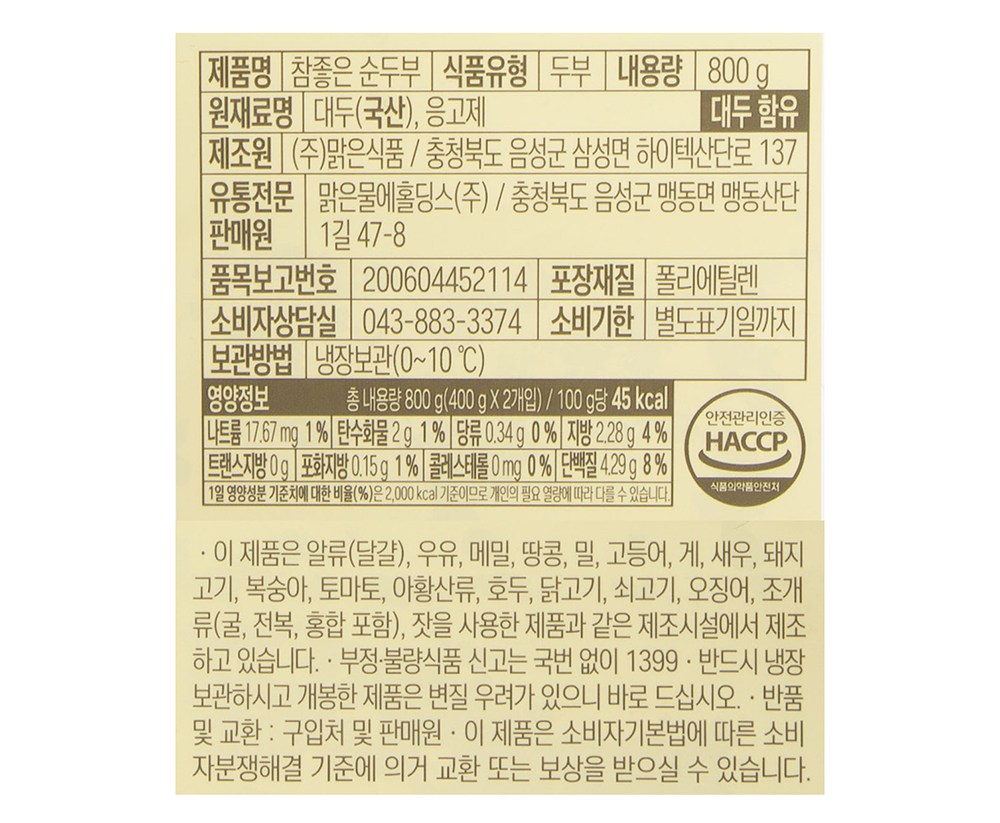 제품명 참좋은 순두부 식품유형 두부 내용량 800 g
원재료명 대두(국산), 응고제 대두 함유
제조원 (주)맑은식품 / 충청북도 음성군 삼성면 하이텍산단로 137
유통전문 맑은물에홀딩스(주) / 충청북도 음성군 맹동면 맹동산단
판매원 1길 47-8
품목보고번호 200604452114 포장재질 폴리에틸렌
소비자상담실 043-883-3374 소비기한 별도표기일까지
보관방법 냉장보관(0~10 ℃)
영양정보 총 내용량 800 g(400 g X 2개입) / 100 g당 45 kcal
나트륨 17.67 mg 1% 탄수화물 2 g 1% 당류 0.34 g 0% 지방 2.28 g 4%
트랜스지방 0 g 포화지방 0.15 g 1% 콜레스테롤 0 mg 0% 단백질 4.29 g 8%
1일 영양성분 기준치에 대한 비율(%)은 2,000 kcal 기준이므로 개인의 필요 열량에 따라 다를 수 있습니다.
안전관리인증
HACCP
식품의약품안전처
· 이 제품은 알류(달걀), 우유, 메밀, 땅콩, 밀, 고등어, 게, 새우, 돼지
고기, 복숭아, 토마토, 아황산류, 호두, 닭고기, 쇠고기, 오징어, 조개
류(굴, 전복, 홍합 포함), 잣을 사용한 제품과 같은 제조시설에서 제조
하고 있습니다. · 부정·불량식품 신고는 국번 없이 1399 · 반드시 냉장
보관하시고 개봉한 제품은 변질 우려가 있으니 바로 드십시오. · 반품
및 교환 : 구입처 및 판매원 · 이 제품은 소비자기본법에 따른 소비
자분쟁해결 기준에 의거 교환 또는 보상을 받으실 수 있습니다.